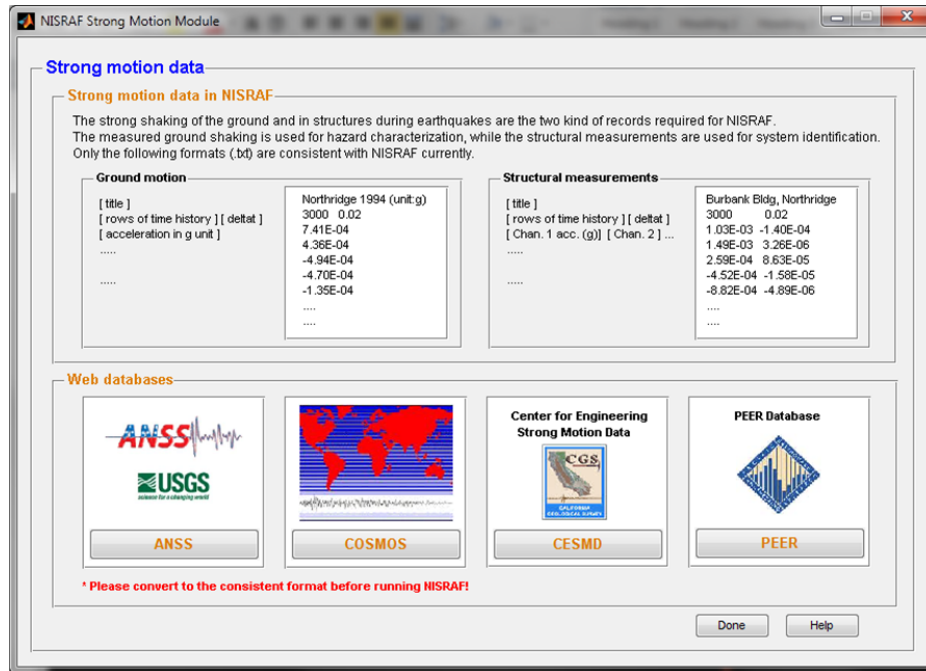 NISRAF Strong Motion Module
Strong motion data
Strong motion data in NISRAF
The strong shaking of the ground and in structures during earthquakes are the two kind of records required for NISRAF.
The measured ground shaking is used for hazard characterization, while the structural measurements are used for system identification.
Only the following formats (.txt) are consistent with NISRAF currently.
Ground motion
[ title ]
[ rows of time history ] [ deltat ]
[ acceleration in g unit ]
.....
.....
Northridge 1994 (unit:g)
3000 0.02
7.41E-04
4.36E-04
-4.94E-04
-4.70E-04
-1.35E-04
....
....
Structural measurements
[ title ]
[ rows of time history ] [ deltat ]
[ Chan. 1 acc. (g)] [ Chan. 2 ] ...
.....
.....
Burbank Bldg, Northridge
3000 0.02
1.03E-03 -1.40E-04
1.49E-03 3.26E-06
2.59E-04 8.63E-05
-4.52E-04 -1.58E-05
-8.82E-04 -4.89E-06
....
....
Web databases
ANSS
USGS
science for a changing world
ANSS
COSMOS
Center for Engineering
Strong Motion Data
CGS
CALIFORNIA
GEOLOGICAL SURVEY
CESMD
PEER Database
PEER
* Please convert to the consistent format before running NISRAF!
Done
Help